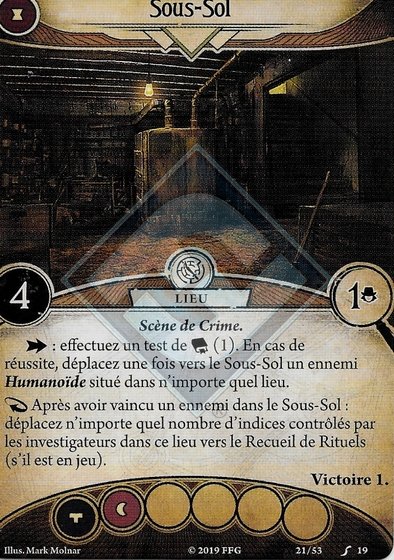 Sous-Sol
4
LIEU
1
Scène de Crime.
: effectuez un test de (1). En cas de
réussite, déplacez une fois vers le Sous-Sol un ennemi
Humanoïde situé dans n'importe quel lieu.
Après avoir vaincu un ennemi dans le Sous-Sol :
déplacez n'importe quel nombre d'indices contrôlés par
les investigateurs dans ce lieu vers le Recueil de Rituels
(s'il est en jeu).
Victoire 1.
Illus. Mark Molnar © 2019 FFG 21/53 19